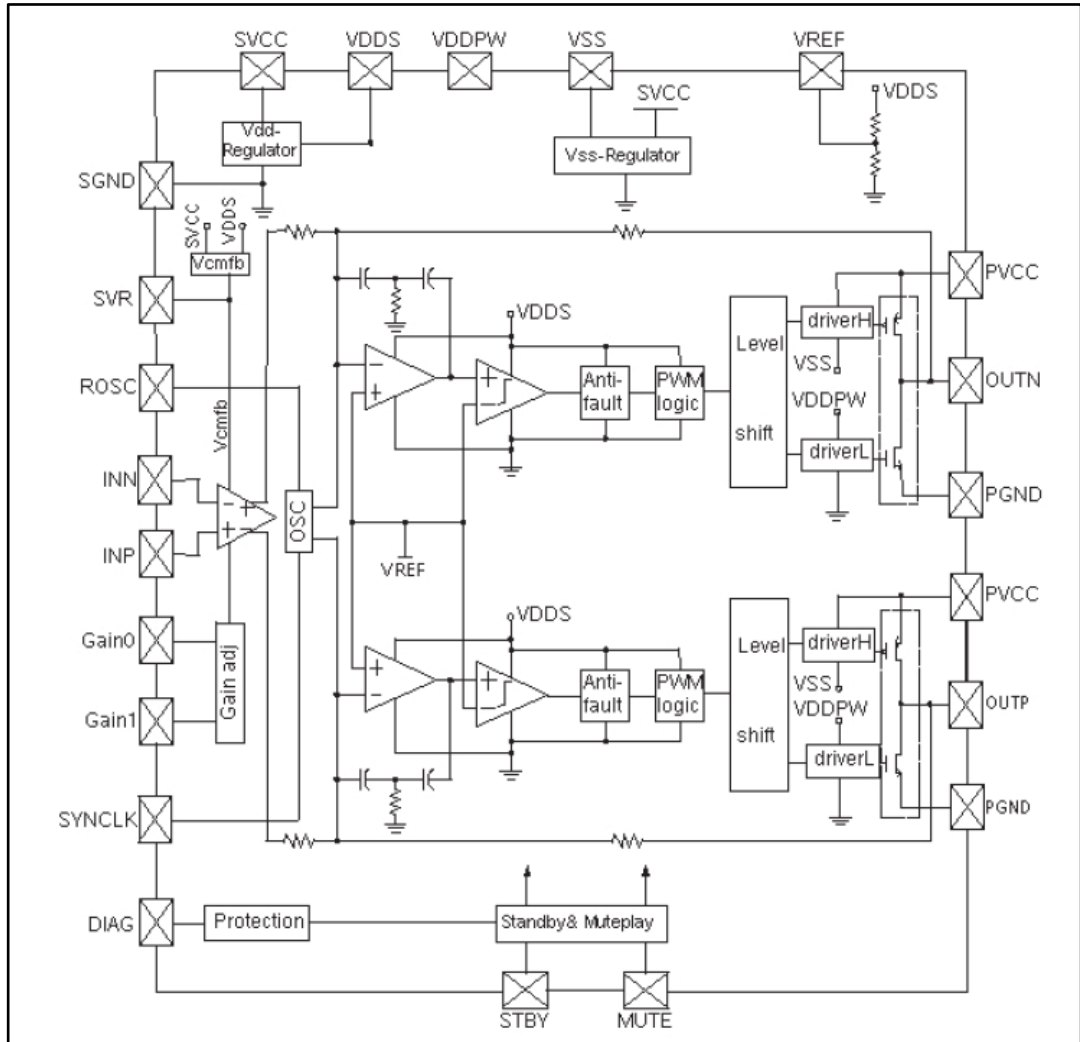 SVCC
VDDS
VDDPW
VSS
VREF
SVCC
VDDS
Vdd-
Regulator
Vss-Regulator
SGND
SVCC
VDDS
Vcmfb
SVR
PVCC
VDDS
driverH
Level
shift
VSS
ROSC
OUTN
Anti-
fault
PWM
logic
VDDPW
Vcmfb
driverL
INN
PGND
- +
+ -
OSC
INP
VREF
PVCC
VDDS
driverH
Level
shift
Gain0
Gain adj
Anti-
fault
PWM
logic
VSS
VDDPW
OUTP
Gain1
driverL
SYNCLK
PGND
DIAG
Protection
Standby& Muteplay
STBY
MUTE